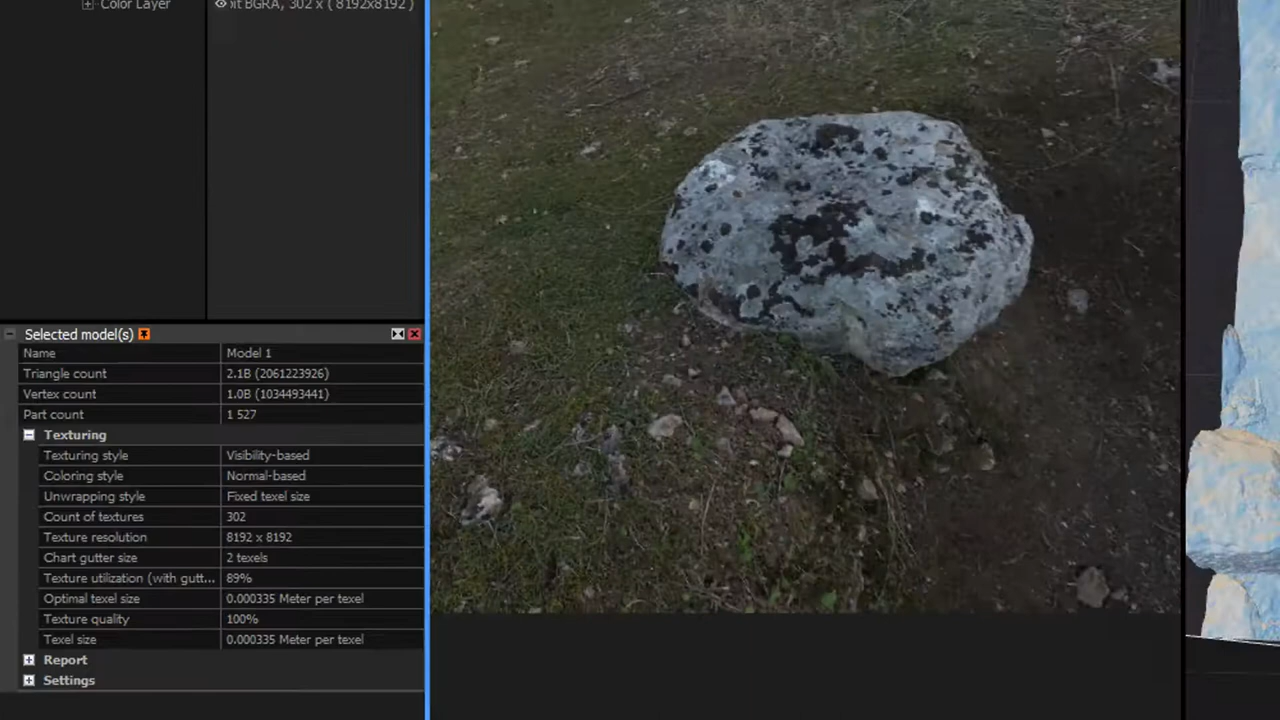 Color Layer
bit BGRA, 302 x ( 8192x8192 )
Selected model(s)
Name Model 1
Triangle count 2.1B (2061223926)
Vertex count 1.0B (1034493441)
Part count 1 527
Texturing
Texturing style Visibility-based
Coloring style Normal-based
Unwrapping style Fixed texel size
Count of textures 302
Texture resolution 8192 x 8192
Chart gutter size 2 texels
Texture utilization (with gutt... 89%
Optimal texel size 0.000335 Meter per texel
Texture quality 100%
Texel size 0.000335 Meter per texel
Report
Settings